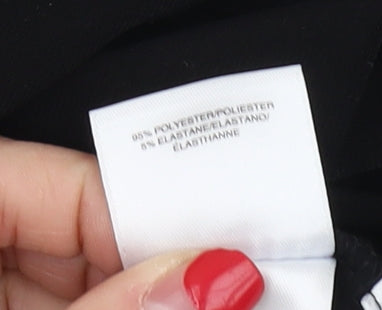 95% POLYESTER/POLIESTER
5% ELASTANE/ELASTANO/
ÉLASTHANNE